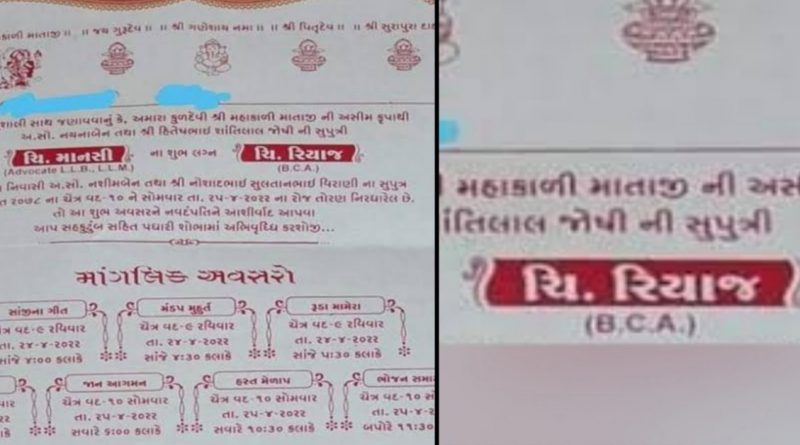 કાળી માતાજી ॥ ॥ જય ગુરૂદેવ ॥ ॥ શ્રી ગણેશાય નમઃ ॥ ॥ શ્રી પિતૃદેવ ॥ ॥ શ્રી સુરાપુરા દાદ
શાલી સાથ જણાવવાનું કે, અમારા કુળદેવી શ્રી મહાકાળી માતાજી ની અસીમ કૃપાથી
અ.સૌ. નયનાબેન તથા શ્રી હિતેષભાઈ શાંતિલાલ જોષી ની સુપુત્રી
ચિ. માનસી ના શુભ લગ્ન ચિ. રિયાજ
(Advocate L.L.B., L.L.M.) (B.C.A.)
નિવાસી અ.સૌ. નશીમબેન તથા શ્રી નોશાદભાઈ સુલતાનભાઈ વિરાણી ના સુપુત્ર
ત ૨૦૭૮ ના ચૈત્ર વદ-૧૦ ને સોમવાર તા. ૨૫-૪-૨૦૨૨ ના રોજ તોરણ નિરધારેલ છે.
તો આ શુભ અવસરને નવદંપતિને આશીર્વાદ આપવા
આપ સહકુટુંબ સહિત પધારી શોભામાં અભિવૃદ્ધિ કરશોજી...
માંગલિક અવસરો
સાંજીના ગીત
ચૈત્ર વદ-૯ રવિવાર
તા. ૨૪-૪-૨૦૨૨
સાંજે ૪:૦૦ કલાકે
મંડપ મુહૂર્ત
ચૈત્ર વદ-૯ રવિવાર
તા. ૨૪-૪-૨૦૨૨
સાંજે ૪:૩૦ કલાકે
રૂડા મામેરા
ચૈત્ર વદ-૯ રવિવાર
તા. ૨૪-૪-૨૦૨૨
સાંજે ૫:૩૦ કલાકે
જાન આગમન
ચૈત્ર વદ-૧૦ સોમવાર
તા. ૨૫-૪-૨૦૨૨
સવારે ૬:૦૦ કલાકે
હસ્ત મેળાપ
ચૈત્ર વદ-૧૦ સોમવાર
તા. ૨૫-૪-૨૦૨૨
સવારે ૧૦:૩૦ કલાકે
ભોજન સમા
ચૈત્ર વદ-૧૦ સો
તા. ૨૫-૪-૨૦
બપોરે ૧૧:૩૦
મહાકાળી માતાજી ની અસી
ાંતિલાલ જોષી ની સુપુત્રી
ચિ. રિયાજ
(B.C.A.)